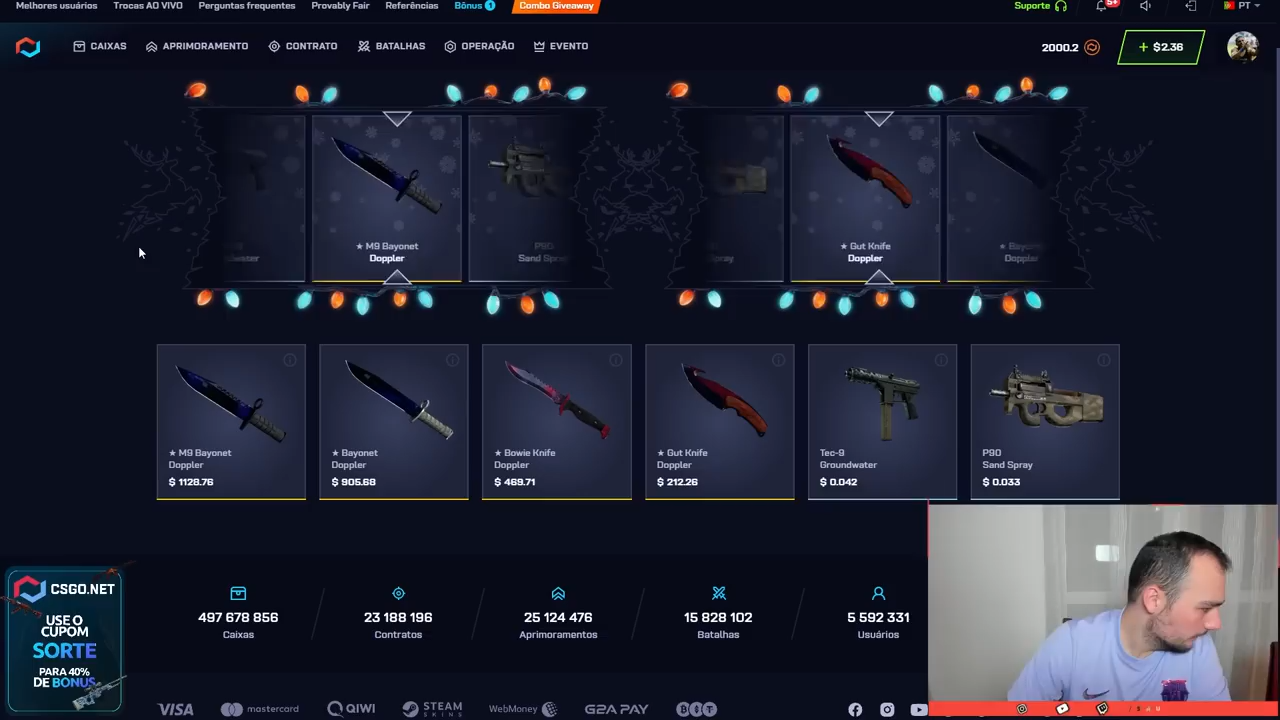 Melhores usuários Trocas AO VIVO Perguntas frequentes Provably Fair Referências Bônus 1 Combo Giveaway Suporte 5+ PT
CAIXAS APRIMORAMENTO CONTRATO BATALHAS OPERAÇÃO EVENTO 2000.2 + $2.36
★ M9 Bayonet
Doppler
P90
Sand Spray
★ Gut Knife
Doppler
Doppler
★ M9 Bayonet
Doppler
$ 1128.76
★ Bayonet
Doppler
$ 905.68
★ Bowie Knife
Doppler
$ 469.71
★ Gut Knife
Doppler
$ 212.26
Tec-9
Groundwater
$ 0.042
P90
Sand Spray
$ 0.033
CSGO.NET
USE O
CUPOM
SORTE
PARA 40%
DE BONUS
497 678 856
Caixas
23 188 196
Contratos
25 124 476
Aprimoramentos
15 828 102
Batalhas
5 592 331
Usuários
VISA mastercard QIWI STEAM SKINS WebMoney G2A PAY